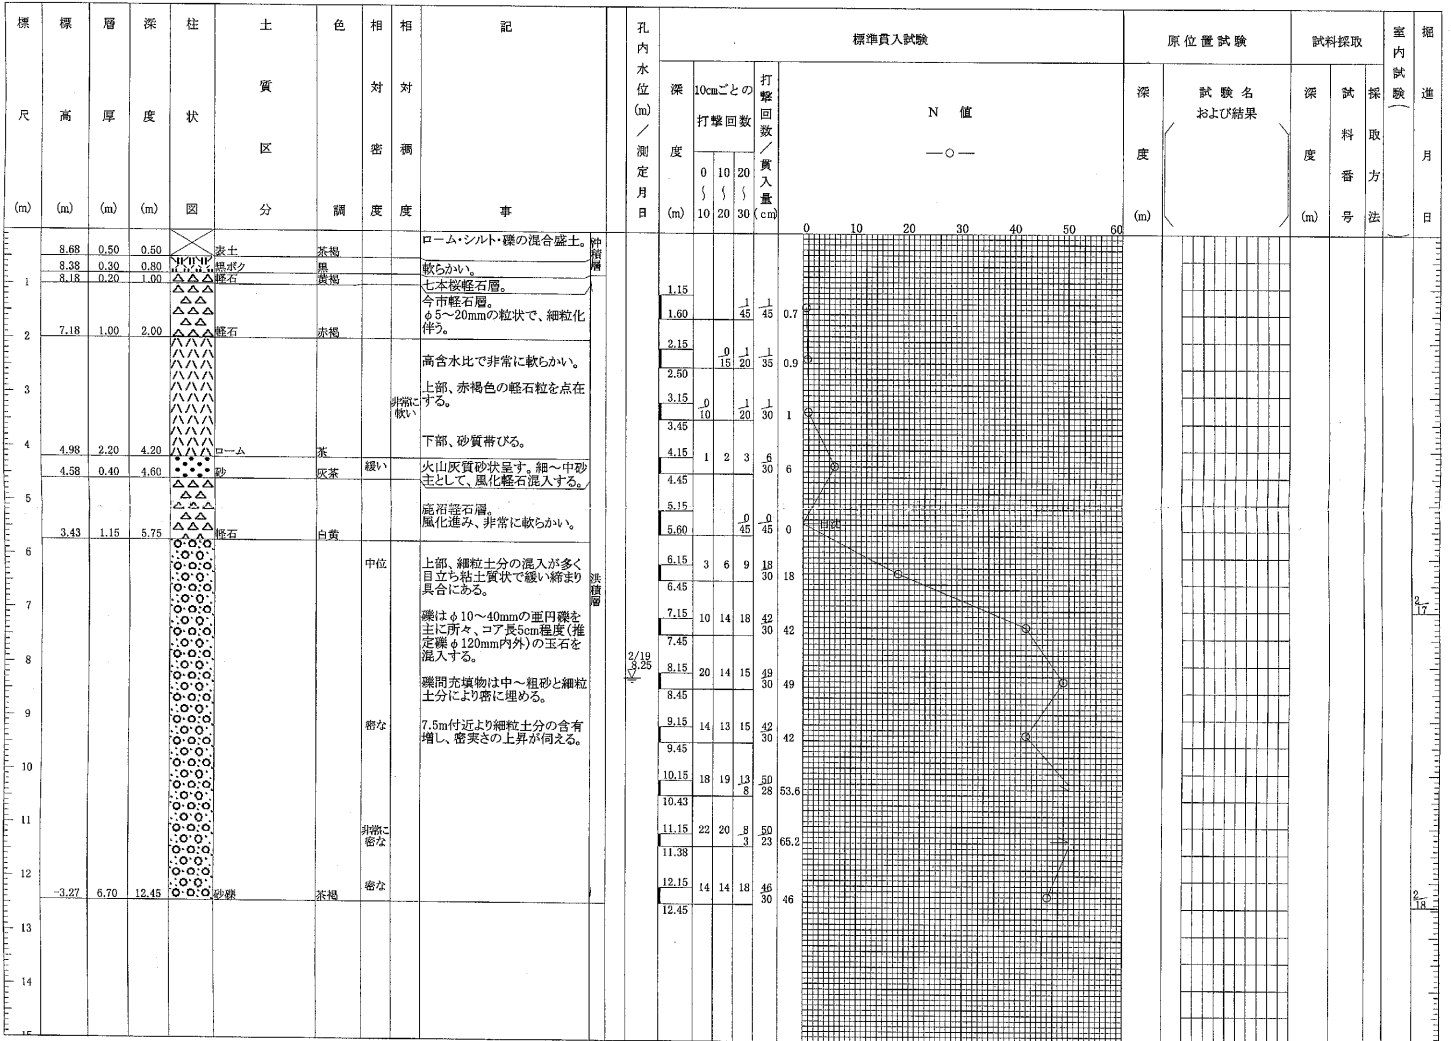 標尺(m)
標高(m)
層厚(m)
深度(m)
柱状図
土質区分
色調
相対密度
相対稠度
記事
孔内水位(m)／測定月日
標準貫入試験
深度(m)
10cmごとの
打撃回数
0～10
10～20
20～30
打撃回数／貫入量(cm)
N 値
0 10 20 30 40 50 60
原位置試験
深度(m)
試験名
および結果
試料採取
深度(m)
試料番号
採取方法
室内試験
掘進月日
8.68 0.50 0.50 表土 茶褐
ローム・シルト・礫の混合盛土。
沖積層
8.38 0.30 0.80 黒ボク 黒
軟らかい。
8.18 0.20 1.00 軽石 黄褐
七本桜軽石層。
7.18 1.00 2.00 軽石 赤褐
今市軽石層。
φ5～20mmの粒状で、細粒化
伴う。
4.98 2.20 4.20 ローム 茶
非常に
軟い
高含水比で非常に軟らかい。
上部、赤褐色の軽石粒を点在
する。
下部、砂質帯びる。
4.58 0.40 4.60 砂 灰茶 緩い
火山灰質砂状呈す。細～中砂
主として、風化軽石混入する。
3.43 1.15 5.75 軽石 白黄
鹿沼軽石層。
風化進み、非常に軟らかい。
-3.27 6.70 12.45 砂礫 茶褐
中位
密な
非常に
密な
密な
上部、細粒土分の混入が多く
目立ち粘土質状で緩い締まり
具合にある。
礫はφ10～40mmの亜円礫を
主に所々、コア長5cm程度(推
定礫φ120mm内外)の玉石を
混入する。
礫間充填物は中～粗砂と細粒
土分により密に埋める。
7.5m付近より細粒土分の含有
増し、密実さの上昇が伺える。
洪積層
2/19
8.25
1.15 1/45 1/45 0.7
1.60
2.15 0/15 1/20 1/35 0.9
2.50
3.15 0/10 1/20 1/30 1
3.45
4.15 1 2 3 6/30 6
4.45
5.15 0/45 0/45 0
5.60
自沈
6.15 3 6 9 18/30 18
6.45
7.15 10 14 18 42/30 42
7.45
8.15 20 14 15 49/30 49
8.45
9.15 14 13 15 42/30 42
9.45
10.15 18 19 13/8 50/28 53.6
10.43
11.15 22 20 8/3 50/23 65.2
11.38
12.15 14 14 18 46/30 46
12.45
2/17
2/18
1
2
3
4
5
6
7
8
9
10
11
12
13
14
15